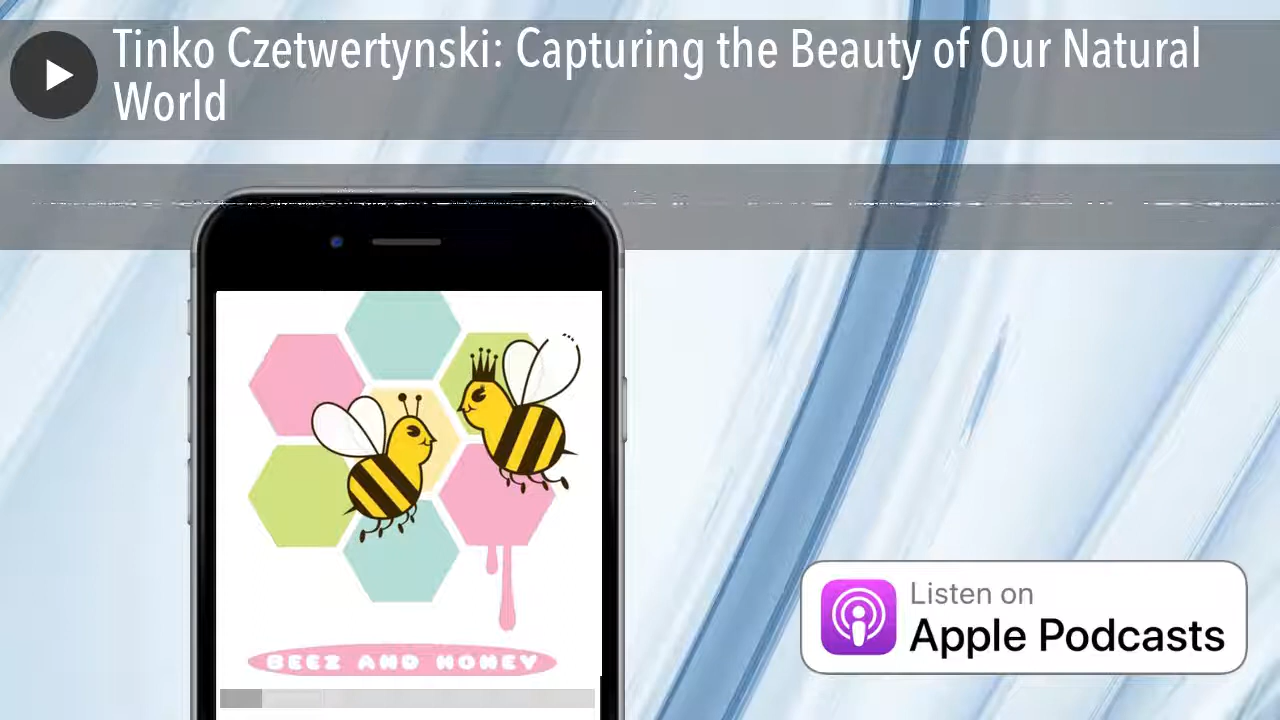 Tinko Czetwertynski: Capturing the Beauty of Our Natural
World
BEEZ AND HONEY
Listen on
Apple Podcasts